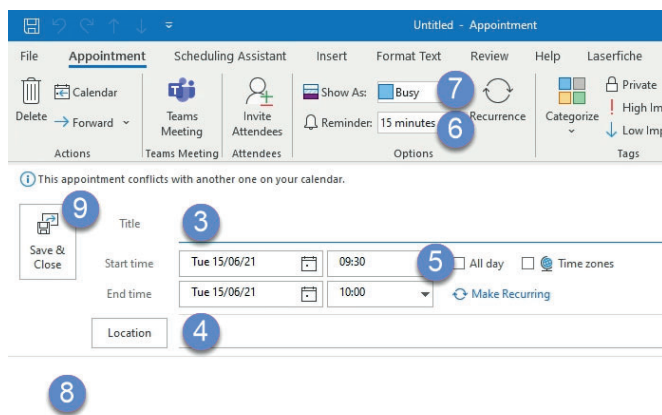 Untitled - Appointment
File Appointment Scheduling Assistant Insert Format Text Review Help Laserfiche
Delete
Calendar
Forward
Actions
Teams Meeting
Teams Meeting
Invite Attendees
Attendees
Show As: Busy 7
Reminder: 15 minutes 6
Recurrence
Options
Categorize
Private
High Im
Low Imp
Tags
This appointment conflicts with another one on your calendar.
9
Save &
Close
Title 3
Start time Tue 15/06/21 09:30 5 All day Time zones
End time Tue 15/06/21 10:00 Make Recurring
Location 4
8